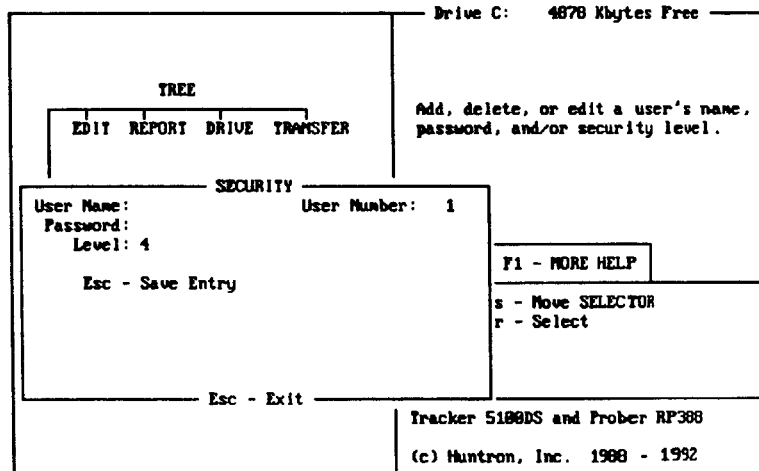 Drive C: 4878 Kbytes Free
TREE
EDIT REPORT DRIVE TRANSFER
Add, delete, or edit a user's name,
password, and/or security level.
SECURITY
User Name: User Number: 1
Password:
Level: 4
Esc - Save Entry
F1 - MORE HELP
s - Move SELECTOR
r - Select
Esc - Exit
Tracker 5100DS and Prober RP388
(c) Huntron, Inc. 1988 - 1992